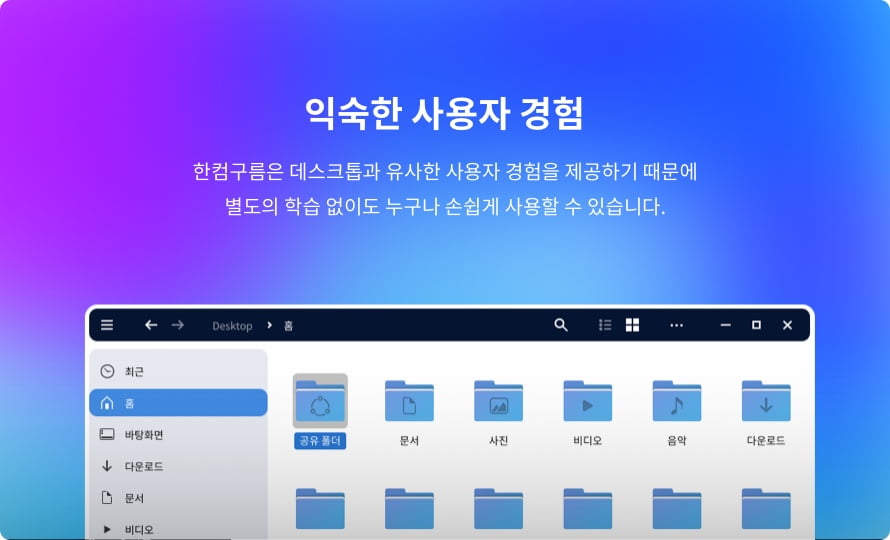 익숙한 사용자 경험
한컴구름은 데스크톱과 유사한 사용자 경험을 제공하기 때문에
별도의 학습 없이도 누구나 손쉽게 사용할 수 있습니다.
Desktop 홈
최근
홈
바탕화면
다운로드
문서
비디오
공유 폴더 문서 사진 비디오 음악 다운로드